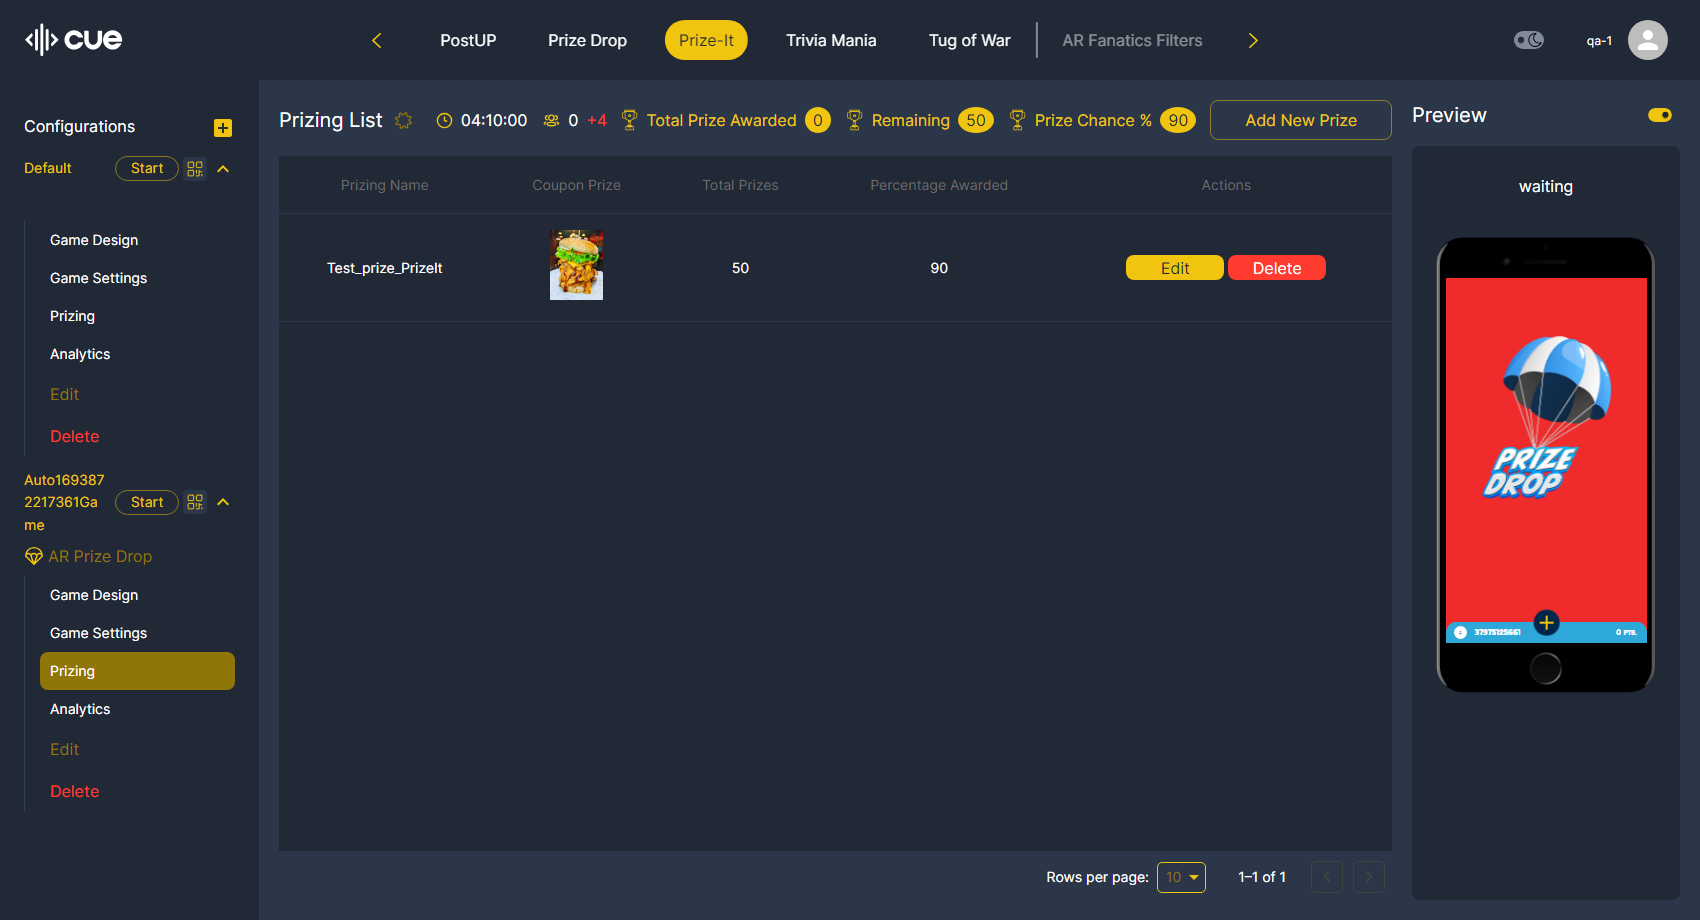 cue
PostUP
Prize Drop
Prize-It
Trivia Mania
Tug of War
AR Fanatics Filters
qa-1
Configurations
Default
Start
Game Design
Game Settings
Prizing
Analytics
Edit
Delete
Auto169387
2217361Ga
me
Start
AR Prize Drop
Game Design
Game Settings
Prizing
Analytics
Edit
Delete
Prizing List
04:10:00
0 +4
Total Prize Awarded 0
Remaining 50
Prize Chance % 90
Add New Prize
Prizing Name
Coupon Prize
Total Prizes
Percentage Awarded
Actions
Test_prize_PrizeIt
50
90
Edit
Delete
Rows per page: 10
1–1 of 1
Preview
waiting
PRIZE
DROP
37975125661
0 PTS.